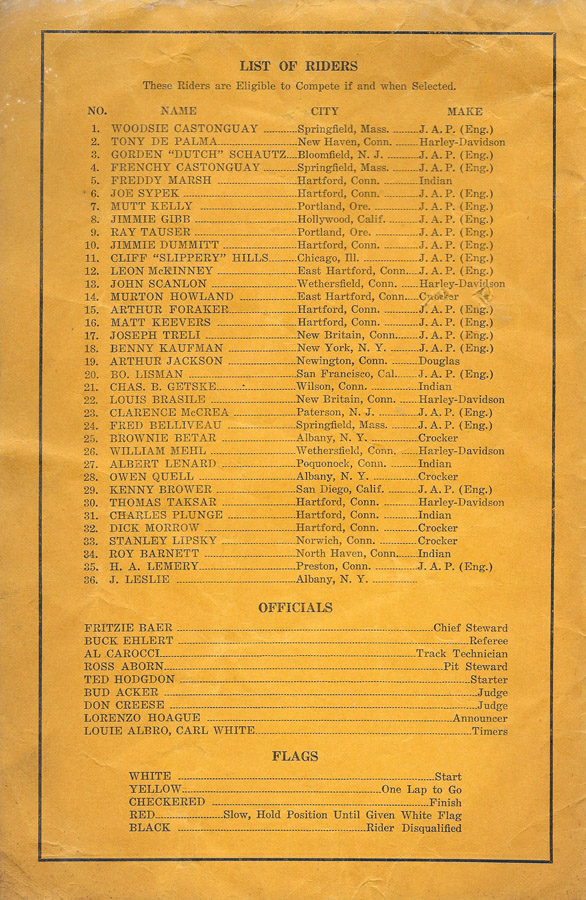 LIST OF RIDERS
These Riders are Eligible to Compete if and when Selected.
NO. NAME CITY MAKE
1. WOODSIE CASTONGUAY Springfield, Mass. J. A. P. (Eng.)
2. TONY DE PALMA New Haven, Conn. Harley-Davidson
3. GORDEN "DUTCH" SCHAUTZ Bloomfield, N. J. J. A. P. (Eng.)
4. FRENCHY CASTONGUAY Springfield, Mass. J. A. P. (Eng.)
5. FREDDY MARSH Hartford, Conn. Indian
6. JOE SYPEK Hartford, Conn. J. A. P. (Eng.)
7. MUTT KELLY Portland, Ore. J. A. P. (Eng.)
8. JIMMIE GIBB Hollywood, Calif. J. A. P. (Eng.)
9. RAY TAUSER Portland, Ore. J. A. P. (Eng.)
10. JIMMIE DUMMITT Hartford, Conn. J. A. P. (Eng.)
11. CLIFF "SLIPPERY" HILLS Chicago, Ill. J. A. P. (Eng.)
12. LEON McKINNEY East Hartford, Conn. J. A. P. (Eng.)
13. JOHN SCANLON Wethersfield, Conn. Harley-Davidson
14. MURTON HOWLAND East Hartford, Conn. Crocker
15. ARTHUR FORAKER Hartford, Conn. J. A. P. (Eng.)
16. MATT KEEVERS Hartford, Conn. J. A. P. (Eng.)
17. JOSEPH TRELI New Britain, Conn. J. A. P. (Eng.)
18. BENNY KAUFMAN New York, N. Y. J. A. P. (Eng.)
19. ARTHUR JACKSON Newington, Conn. Douglas
20. BO. LISMAN San Francisco, Cal. J. A. P. (Eng.)
21. CHAS. B. GETSKE Wilson, Conn. Indian
22. LOUIS BRASILE New Britain, Conn. Harley-Davidson
23. CLARENCE McCREA Paterson, N. J. J. A. P. (Eng.)
24. FRED BELLIVEAU Springfield, Mass. J. A. P. (Eng.)
25. BROWNIE BETAR Albany, N. Y. Crocker
26. WILLIAM MEHL Wethersfield, Conn. Harley-Davidson
27. ALBERT LENARD Poquonock, Conn. Indian
28. OWEN QUELL Albany, N. Y. Crocker
29. KENNY BROWER San Diego, Calif. J. A. P. (Eng.)
30. THOMAS TAKSAR Hartford, Conn. Harley-Davidson
31. CHARLES PLUNGE Hartford, Conn. Indian
32. DICK MORROW Hartford, Conn. Crocker
33. STANLEY LIPSKY Norwich, Conn. Crocker
34. ROY BARNETT North Haven, Conn. Indian
35. H. A. LEMERY Preston, Conn. J. A. P. (Eng.)
36. J. LESLIE Albany, N. Y.
OFFICIALS
FRITZIE BAER Chief Steward
BUCK EHLERT Referee
AL CAROCCI Track Technician
ROSS ABORN Pit Steward
TED HODGDON Starter
BUD ACKER Judge
DON CREESE Judge
LORENZO HOAGUE Announcer
LOUIE ALBRO, CARL WHITE Timers
FLAGS
WHITE Start
YELLOW One Lap to Go
CHECKERED Finish
RED Slow, Hold Position Until Given White Flag
BLACK Rider Disqualified